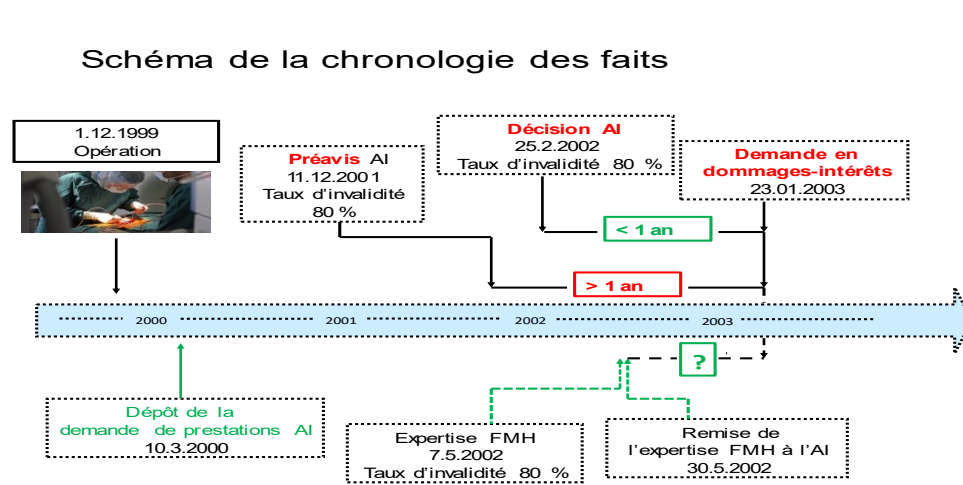 Schéma de la chronologie des faits
1.12.1999
Opération
Préavis AI
11.12.2001
Taux d'invalidité
80 %
Décision AI
25.2.2002
Taux d'invalidité 80 %
Demande en
dommages-intérêts
23.01.2003
< 1 an
> 1 an
2000
2001
2002
2003
?
Dépôt de la
demande de prestations AI
10.3.2000
Expertise FMH
7.5.2002
Taux d'invalidité 80 %
Remise de
l'expertise FMH à l'AI
30.5.2002